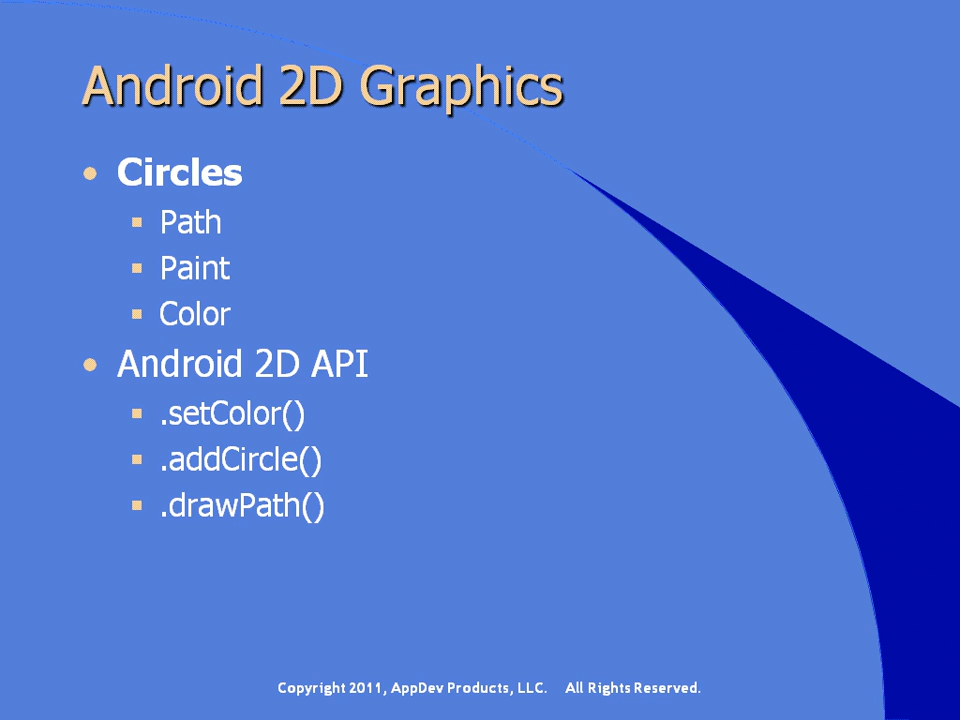 Android 2D Graphics
• Circles
▪ Path
▪ Paint
▪ Color
• Android 2D API
▪ .setColor()
▪ .addCircle()
▪ .drawPath()
Copyright 2011, AppDev Products, LLC. All Rights Reserved.